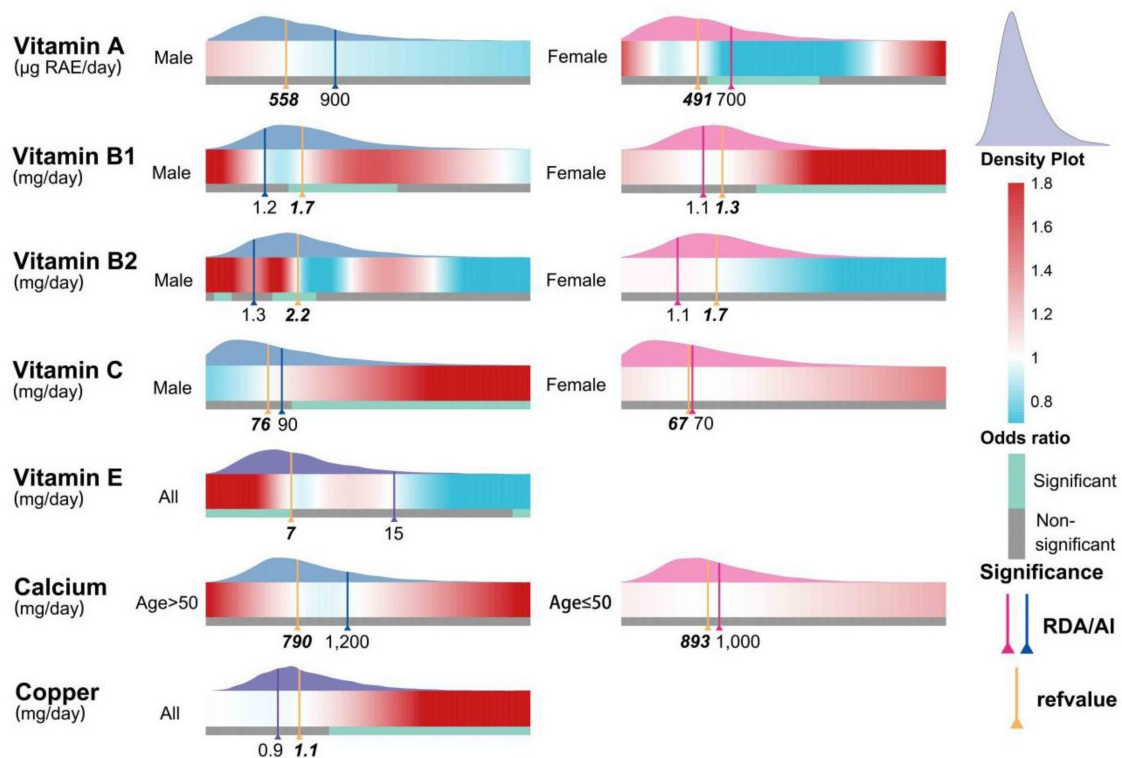 Vitamin A
(µg RAE/day)
Male
558
900
Female
491
700
Vitamin B1
(mg/day)
Male
1.2
1.7
Female
1.1
1.3
Vitamin B2
(mg/day)
Male
1.3
2.2
Female
1.1
1.7
Vitamin C
(mg/day)
Male
76
90
Female
67
70
Vitamin E
(mg/day)
All
7
15
Calcium
(mg/day)
Age>50
790
1,200
Age≤50
893
1,000
Copper
(mg/day)
All
0.9
1.1
Density Plot
1.8
1.6
1.4
1.2
1
0.8
Odds ratio
Significant
Non-
significant
Significance
RDA/AI
refvalue